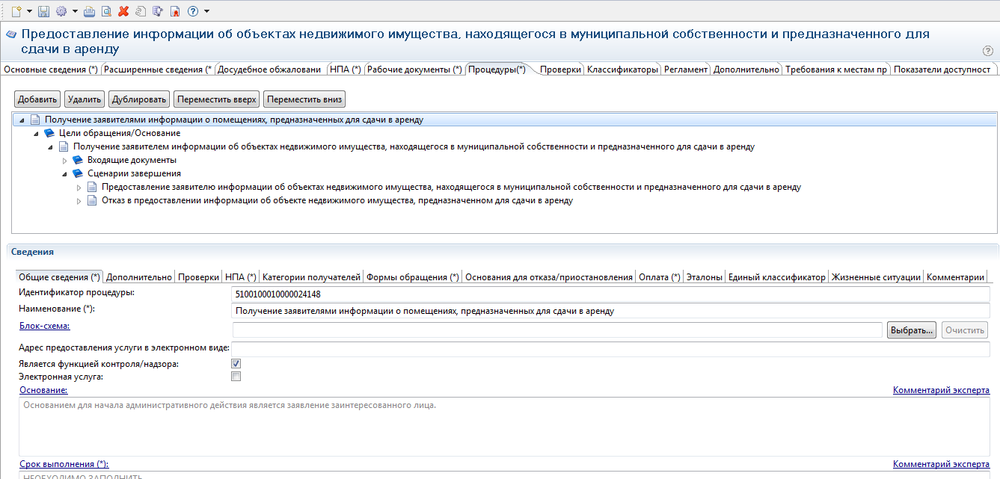 Предоставление информации об объектах недвижимого имущества, находящегося в муниципальной собственности и предназначенного для
сдачи в аренду
Основные сведения (*) Расширенные сведения (* Досудебное обжаловани НПА (*) Рабочие документы (*) Процедуры(*) Проверки Классификаторы Регламент Дополнительно Требования к местам пр Показатели доступност
Добавить Удалить Дублировать Переместить вверх Переместить вниз
Получение заявителями информации о помещениях, предназначенных для сдачи в аренду
Цели обращения/Основание
Получение заявителем информации об объектах недвижимого имущества, находящегося в муниципальной собственности и предназначенного для сдачи в аренду
Входящие документы
Сценарии завершения
Предоставление заявителю информации об объектах недвижимого имущества, находящегося в муниципальной собственности и предназначенного для сдачи в аренду
Отказ в предоставлении информации об объекте недвижимого имущества, предназначенном для сдачи в аренду
Сведения
Общие сведения (*) Дополнительно Проверки НПА (*) Категории получателей Формы обращения (*) Основания для отказа/приостановления Оплата (*) Эталоны Единый классификатор Жизненные ситуации Комментарии
Идентификатор процедуры: 5100100010000024148
Наименование (*): Получение заявителями информации о помещениях, предназначенных для сдачи в аренду
Блок-схема: Выбрать... Очистить
Адрес предоставления услуги в электронном виде:
Является функцией контроля/надзора:
Электронная услуга:
Основание: Комментарий эксперта
Основанием для начала административного действия является заявление заинтересованного лица.
Срок выполнения (*): Комментарий эксперта
НЕОБХОДИМО ЗАПОЛНИТЬ